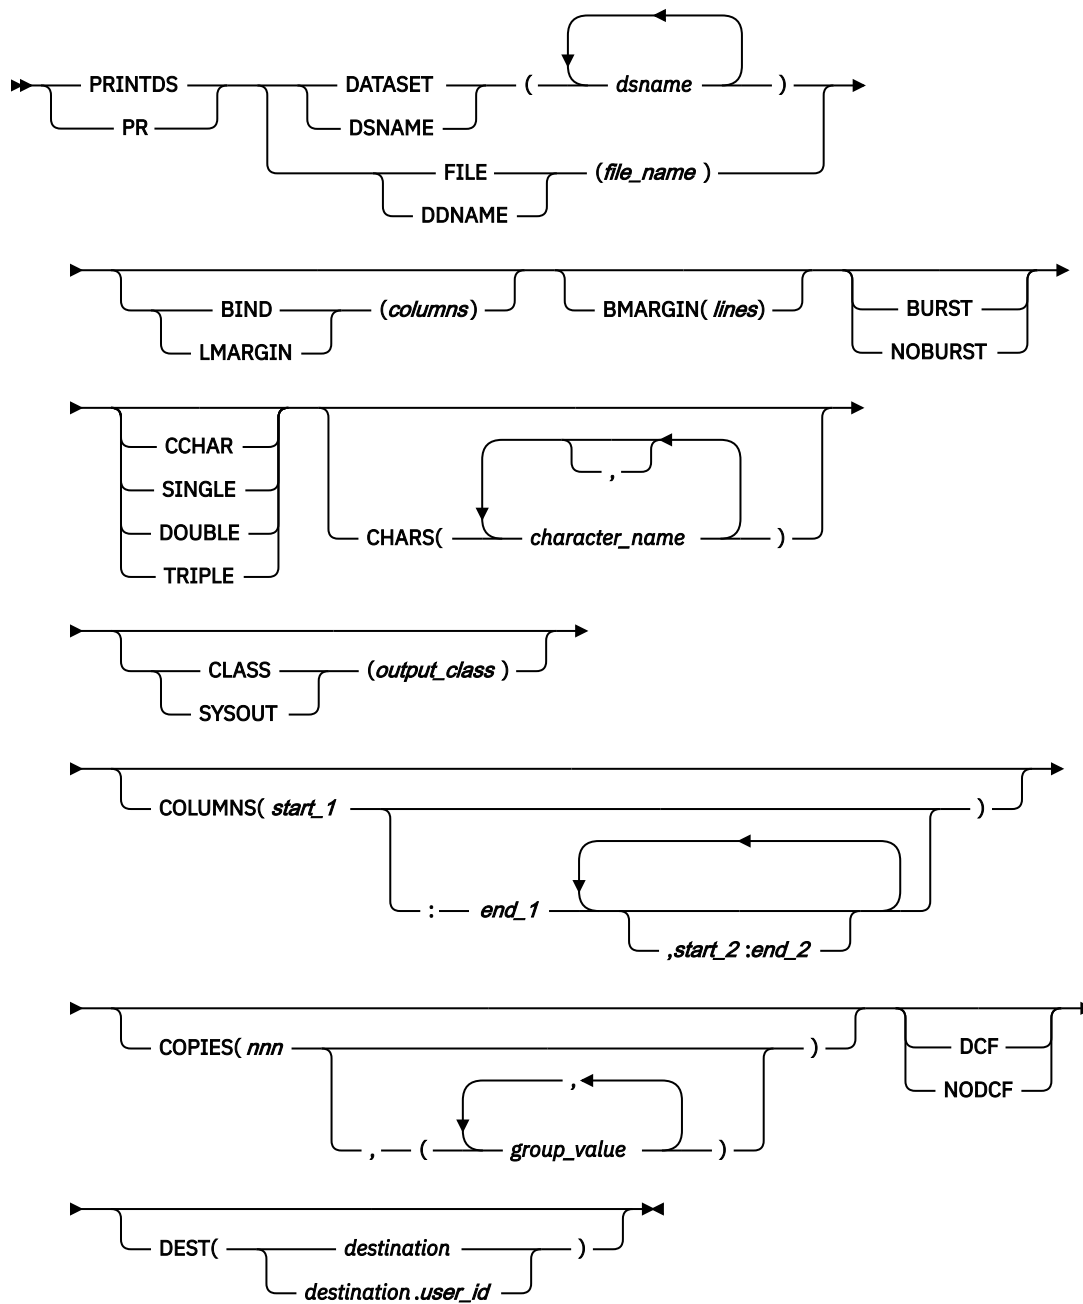 PRINTDS DATASET ( dsname )
PR DSNAME
FILE (file_name )
DDNAME
BIND (columns) BMARGIN( lines) BURST
LMARGIN NOBURST
CCHAR
,
SINGLE
DOUBLE CHARS( character_name )
TRIPLE
CLASS (output_class )
SYSOUT
COLUMNS( start_1 )
: end_1
,start_2 :end_2
COPIES( nnn ) DCF
, NODCF
, ( group_value )
DEST( destination )
destination .user_id